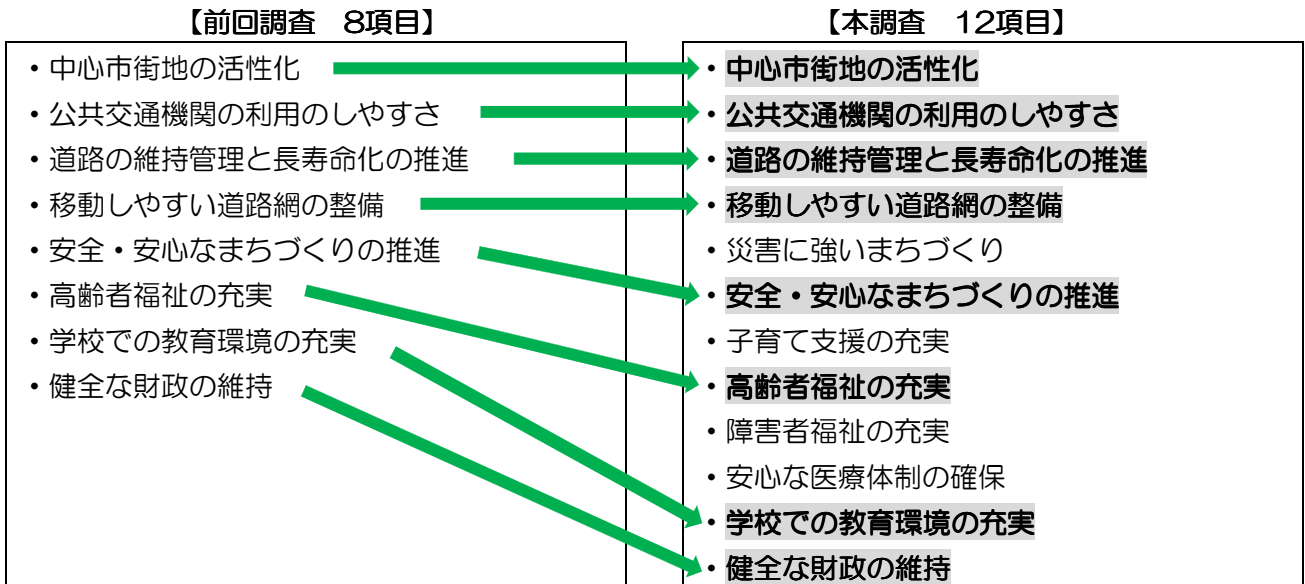 【前回調査　8項目】
・中心市街地の活性化
・公共交通機関の利用のしやすさ
・道路の維持管理と長寿命化の推進
・移動しやすい道路網の整備
・安全・安心なまちづくりの推進
・高齢者福祉の充実
・学校での教育環境の充実
・健全な財政の維持
【本調査　12項目】
・中心市街地の活性化
・公共交通機関の利用のしやすさ
・道路の維持管理と長寿命化の推進
・移動しやすい道路網の整備
・災害に強いまちづくり
・安全・安心なまちづくりの推進
・子育て支援の充実
・高齢者福祉の充実
・障害者福祉の充実
・安心な医療体制の確保
・学校での教育環境の充実
・健全な財政の維持